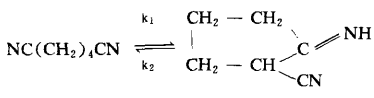 k₁
CH₂ — CH₂
NC(CH₂)₄CN ⇌ C=NH
k₂
CH₂ — CH
CN